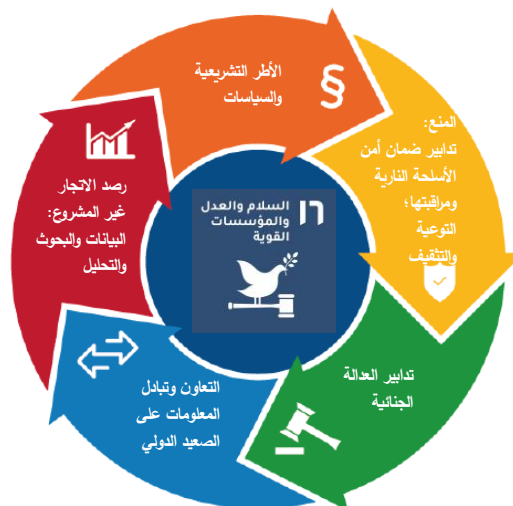 الأطر التشريعية
والسياسات
§
المنع:
تدابير ضمان أمن
الأسلحة النارية
ومراقبتها؛
التوعية
والتثقيف
تدابير العدالة
الجنائية
التعاون وتبادل
المعلومات على
الصعيد الدولي
رصد الاتجار
غير المشروع:
البيانات والبحوث
والتحليل
١٦ السلام والعدل
والمؤسسات
القوية